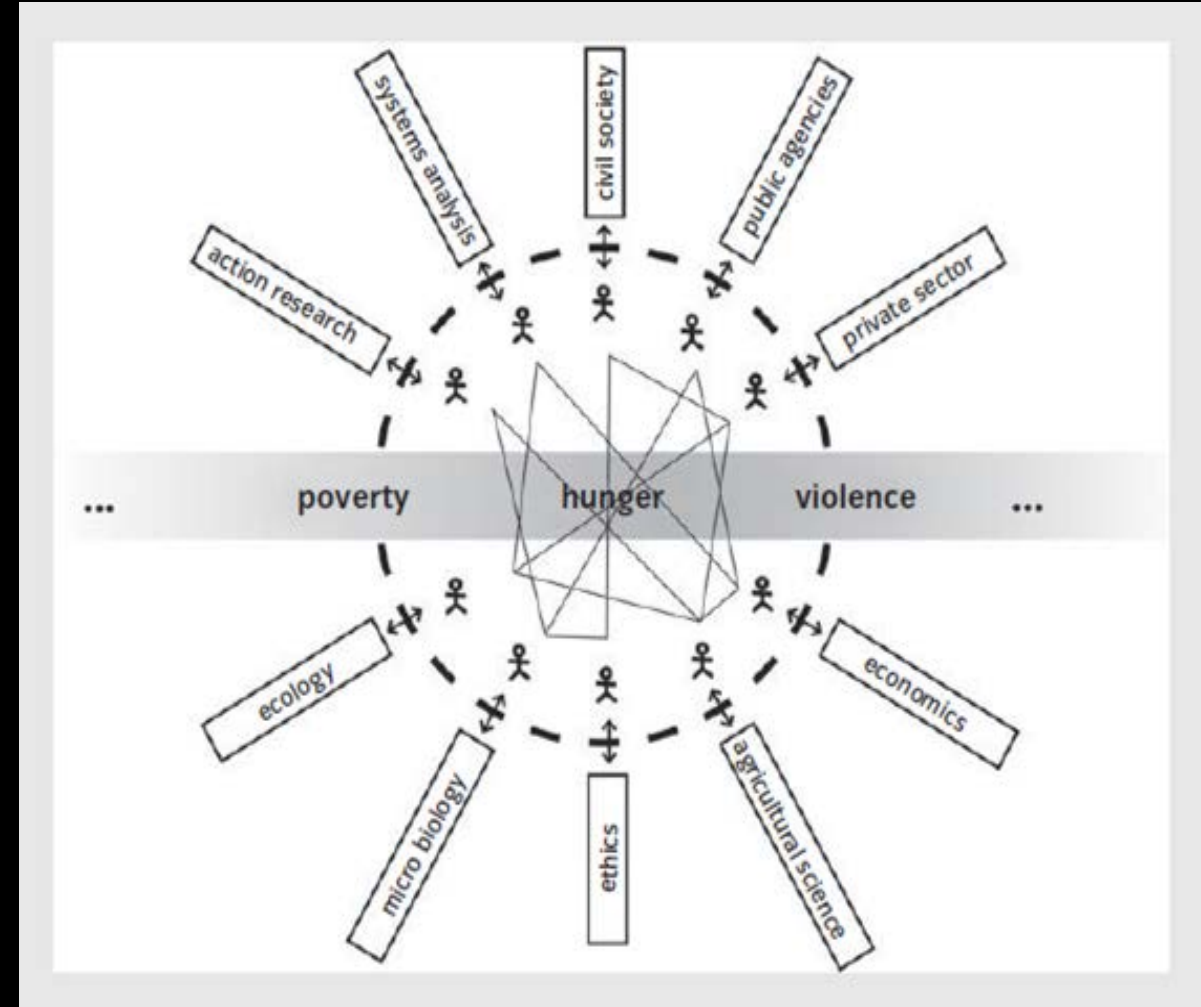 systems analysis
civil society
public agencies
action research
private sector
... poverty hunger violence ...
ecology
economics
micro biology
ethics
agricultural science